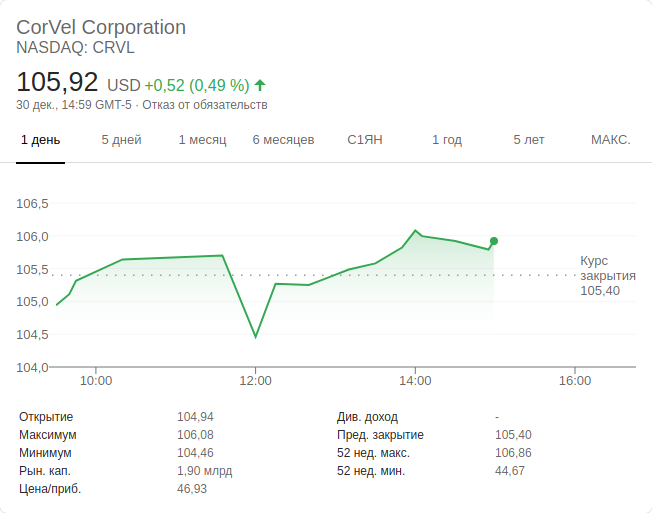 CorVel Corporation
NASDAQ: CRVL
105,92 USD +0,52 (0,49 %)
30 дек., 14:59 GMT-5 · Отказ от обязательств
1 день 5 дней 1 месяц 6 месяцев С1ЯН 1 год 5 лет МАКС.
106,5
106,0
105,5
105,0
104,5
104,0
Курс
закрытия
105,40
10:00 12:00 14:00 16:00
Открытие 104,94
Максимум 106,08
Минимум 104,46
Рын. кап. 1,90 млрд
Цена/приб. 46,93
Див. доход -
Пред. закрытие 105,40
52 нед. макс. 106,86
52 нед. мин. 44,67